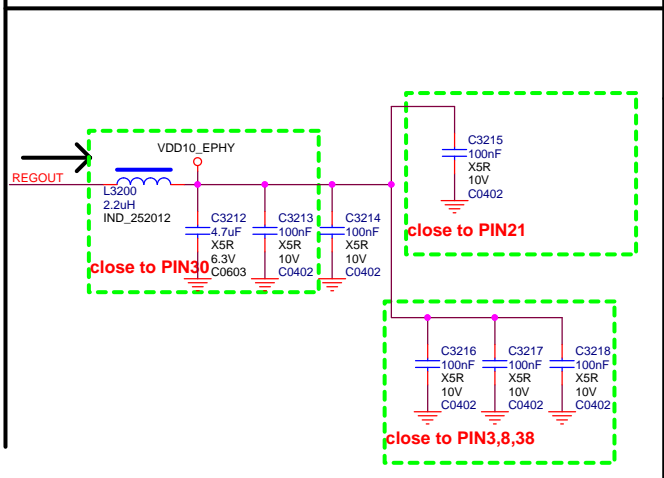 VDD10_EPHY
REGOUT
L3200
2.2uH
IND_252012
C3212
4.7uF
X5R
6.3V
C0603
C3213
100nF
X5R
10V
C0402
C3214
100nF
X5R
10V
C0402
close to PIN30
C3215
100nF
X5R
10V
C0402
close to PIN21
C3216
100nF
X5R
10V
C0402
C3217
100nF
X5R
10V
C0402
C3218
100nF
X5R
10V
C0402
close to PIN3,8,38